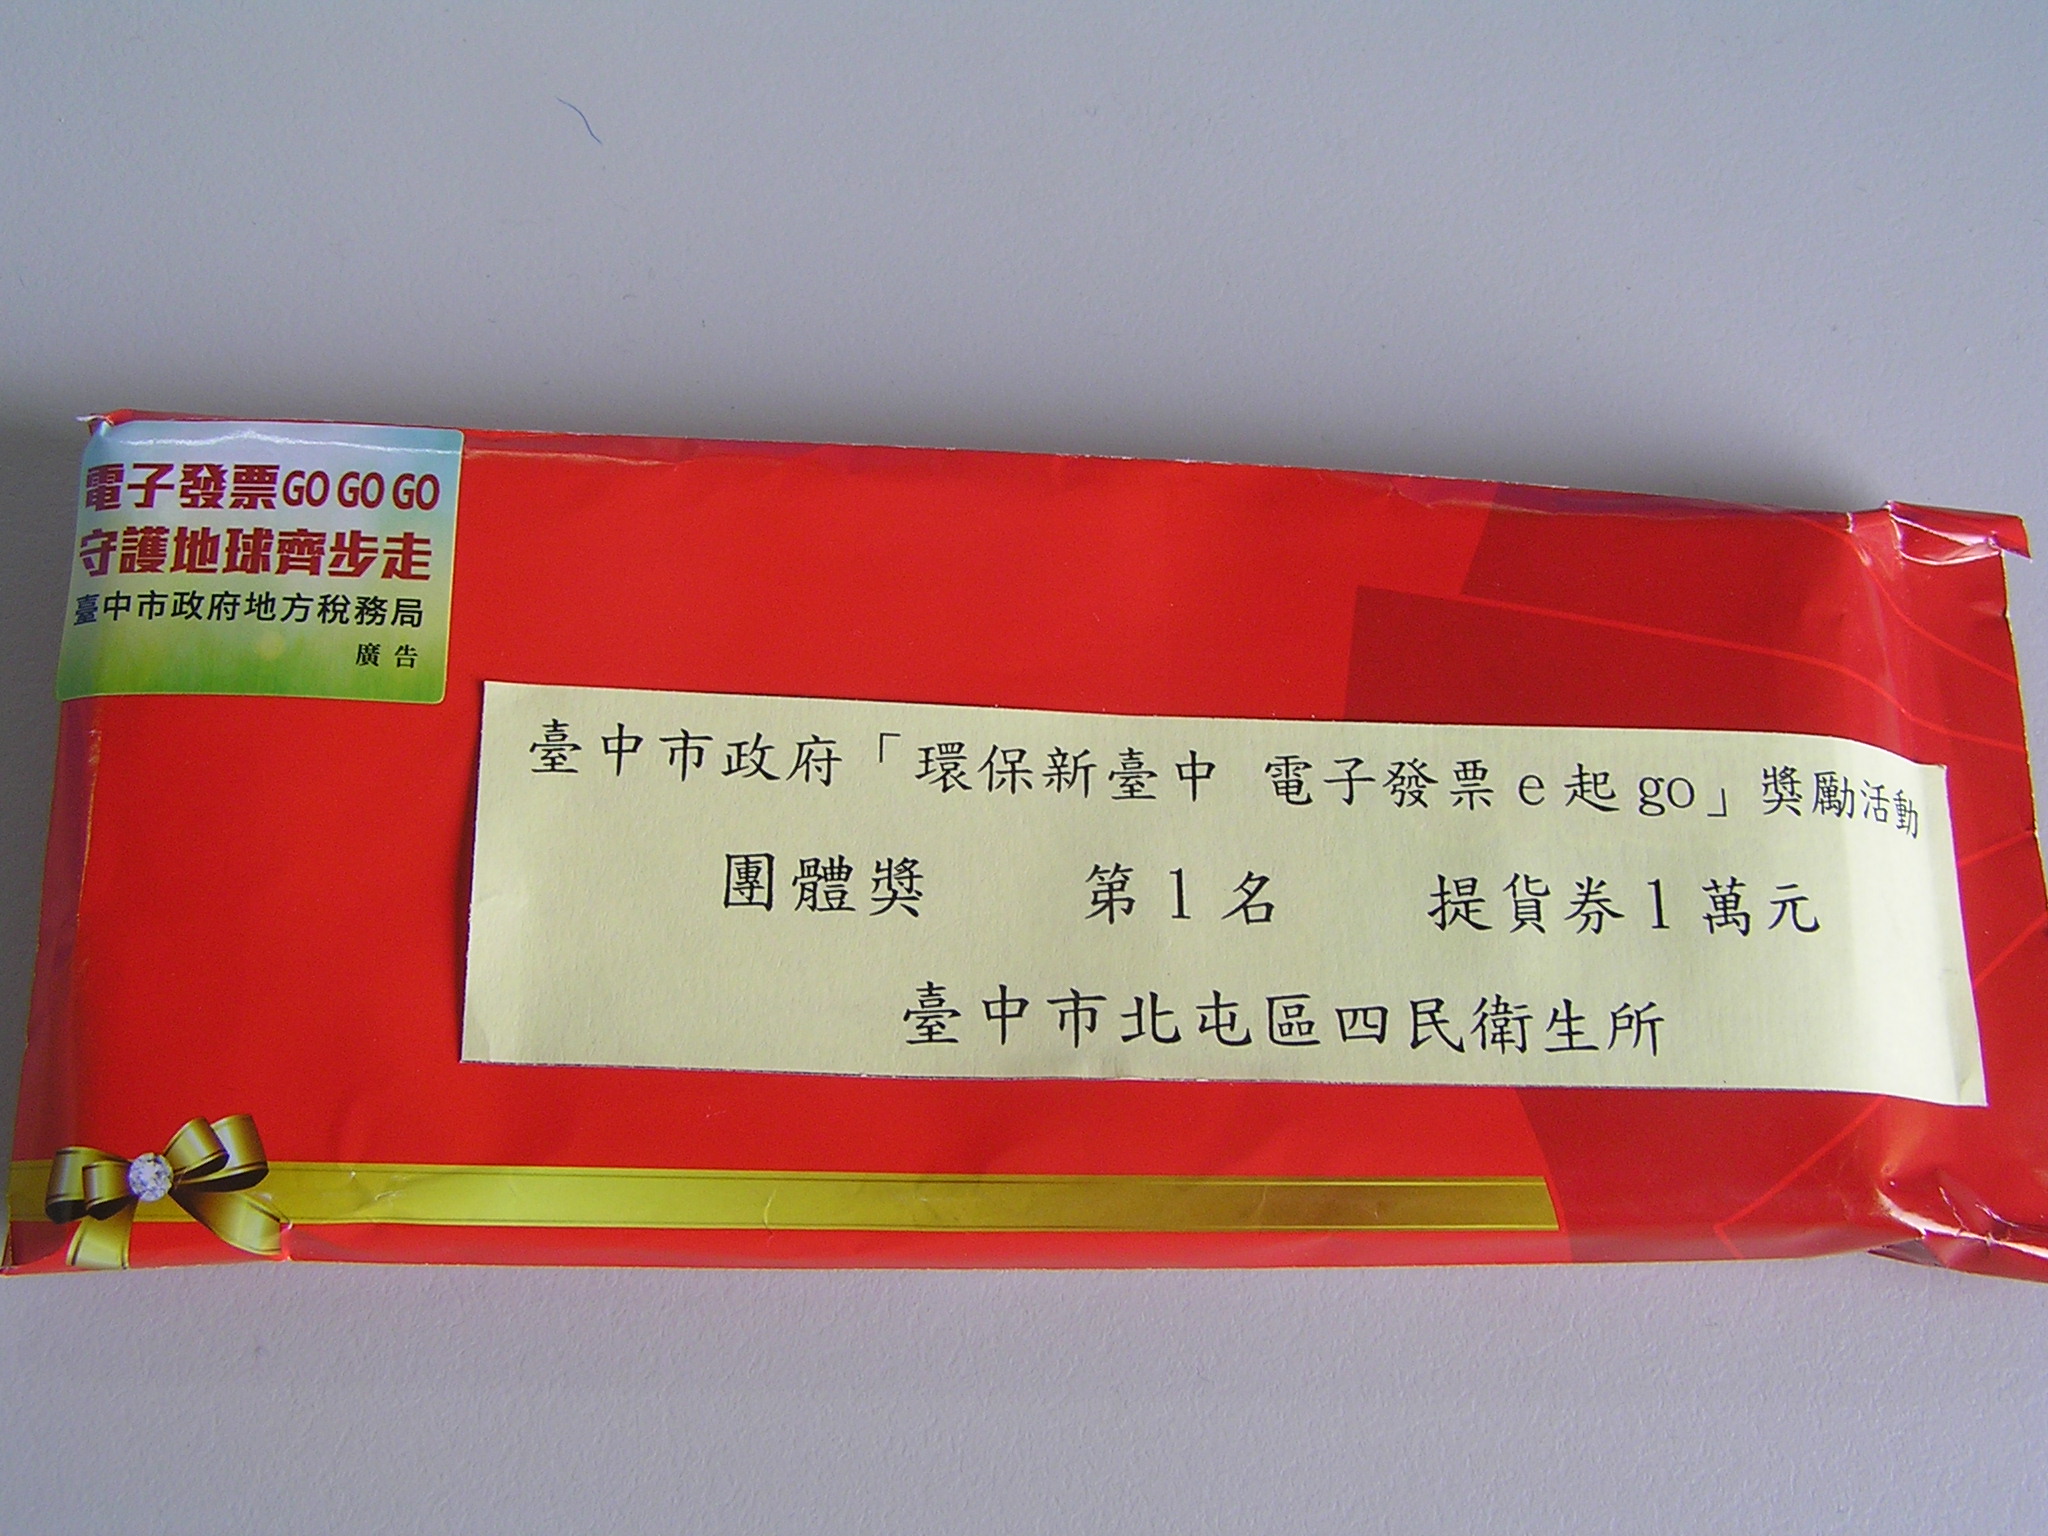 電子發票GO GO GO
守護地球齊步走
臺中市政府地方稅務局
廣告
臺中市政府「環保新臺中 電子發票e起go」獎勵活動
團體獎 第1名 提貨券1萬元
臺中市北屯區四民衛生所